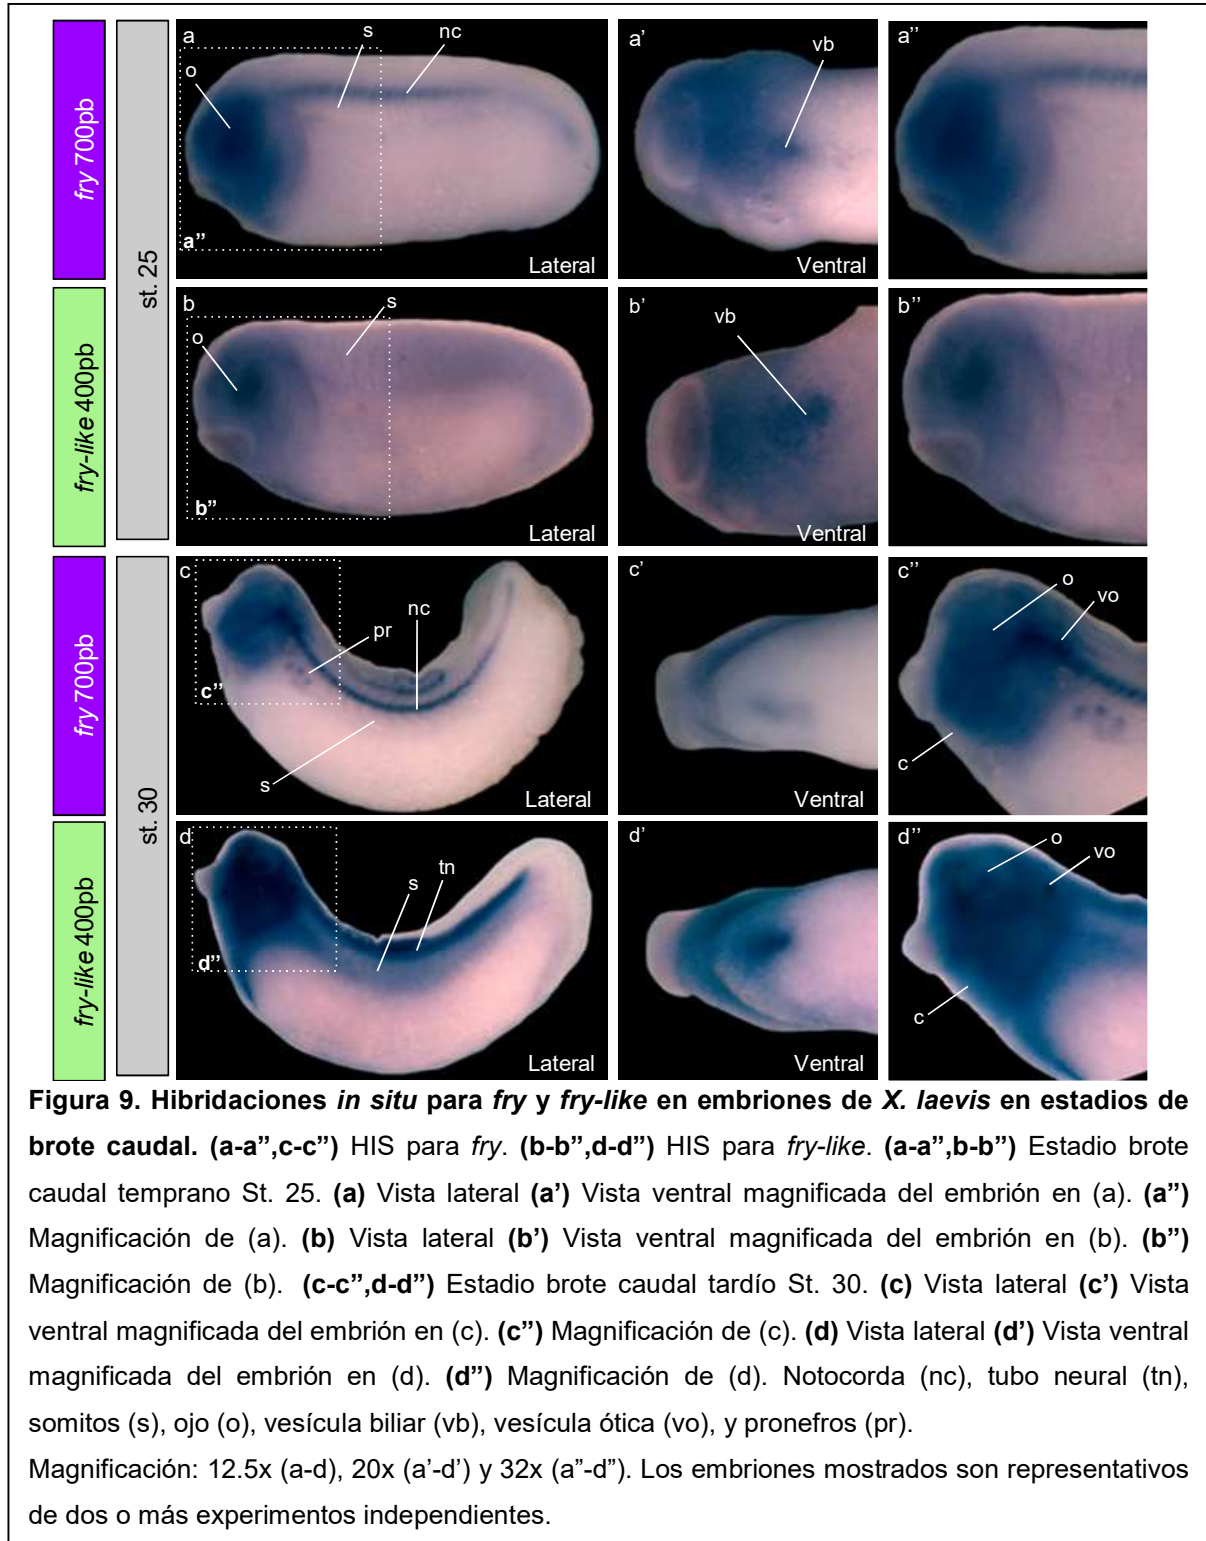 fry 700pb
st. 25
a
o
s
nc
a''
Lateral
a'
vb
Ventral
a''
fry-like 400pb
b
o
s
b''
Lateral
b'
vb
Ventral
b''
fry 700pb
st. 30
c
nc
pr
c''
s
Lateral
c'
Ventral
c''
o
vo
c
fry-like 400pb
d
s
tn
d''
Lateral
d'
Ventral
d''
o
vo
c
Figura 9. Hibridaciones in situ para fry y fry-like en embriones de X. laevis en estadios de
brote caudal. (a-a”,c-c”) HIS para fry. (b-b”,d-d”) HIS para fry-like. (a-a”,b-b”) Estadio brote
caudal temprano St. 25. (a) Vista lateral (a’) Vista ventral magnificada del embrión en (a). (a”)
Magnificación de (a). (b) Vista lateral (b’) Vista ventral magnificada del embrión en (b). (b”)
Magnificación de (b). (c-c”,d-d”) Estadio brote caudal tardío St. 30. (c) Vista lateral (c’) Vista
ventral magnificada del embrión en (c). (c”) Magnificación de (c). (d) Vista lateral (d’) Vista ventral
magnificada del embrión en (d). (d”) Magnificación de (d). Notocorda (nc), tubo neural (tn),
somitos (s), ojo (o), vesícula biliar (vb), vesícula ótica (vo), y pronefros (pr).
Magnificación: 12.5x (a-d), 20x (a’-d’) y 32x (a”-d”). Los embriones mostrados son representativos
de dos o más experimentos independientes.